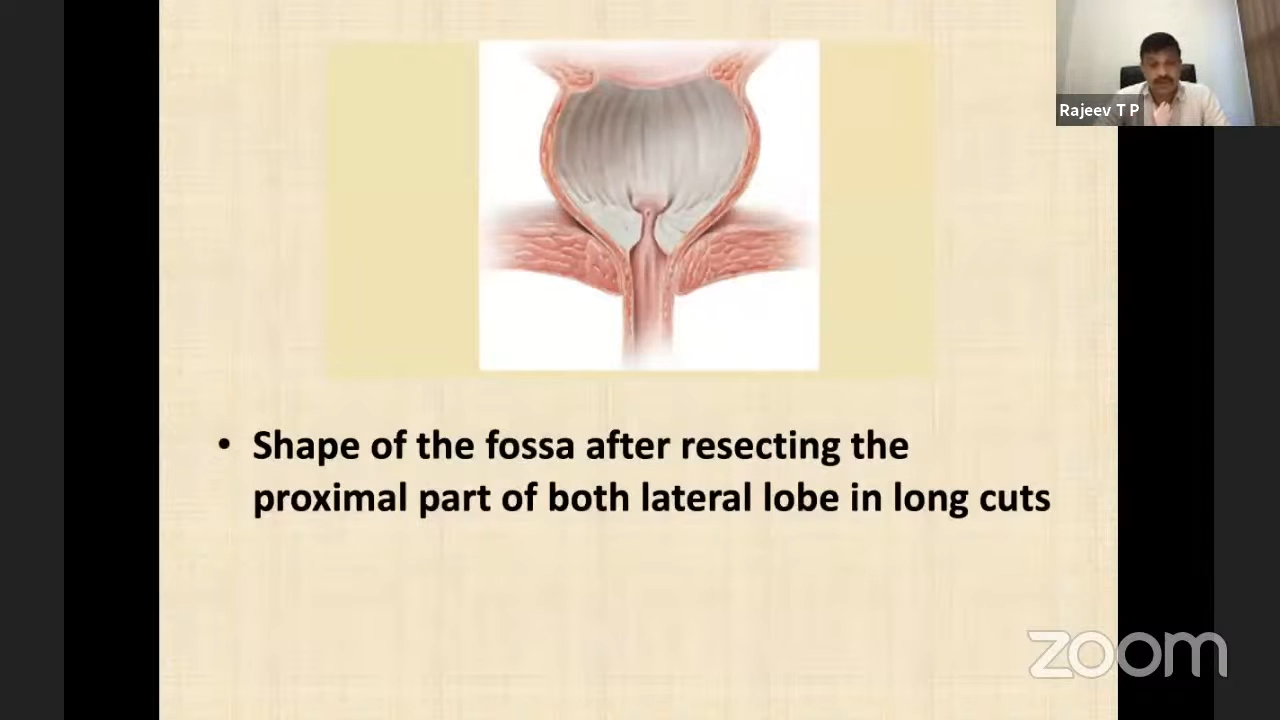 Rajeev T P
• Shape of the fossa after resecting the
proximal part of both lateral lobe in long cuts
zoom